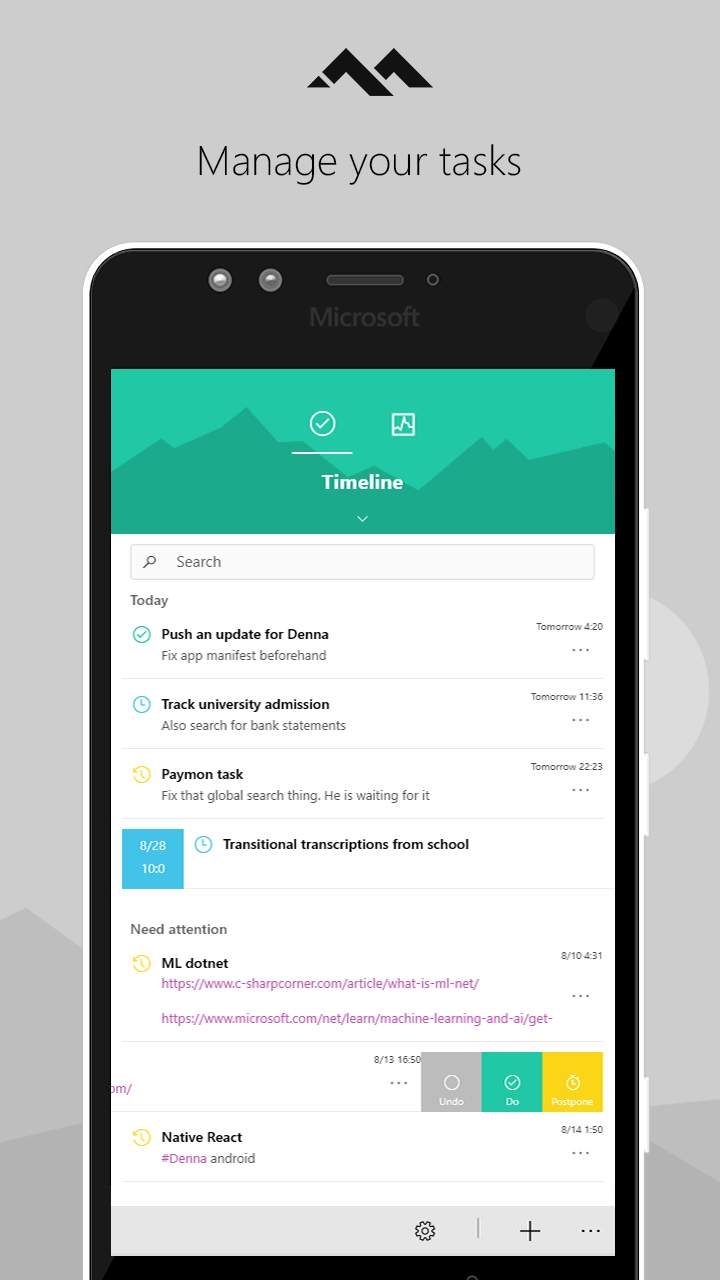 Manage your tasks
Microsoft
Timeline
Search
Today
Push an update for Denna
Tomorrow 4:20
Fix app manifest beforehand
Track university admission
Tomorrow 11:36
Also search for bank statements
Paymon task
Tomorrow 22:23
Fix that global search thing. He is waiting for it
8/28
10:0
Transitional transcriptions from school
Need attention
ML dotnet
8/10 4:31
https://www.c-sharpcorner.com/article/what-is-ml-net/
https://www.microsoft.com/net/learn/machine-learning-and-ai/get-
8/13 16:50
om/
Undo
Do
Postpone
Native React
8/14 1:50
#Denna android